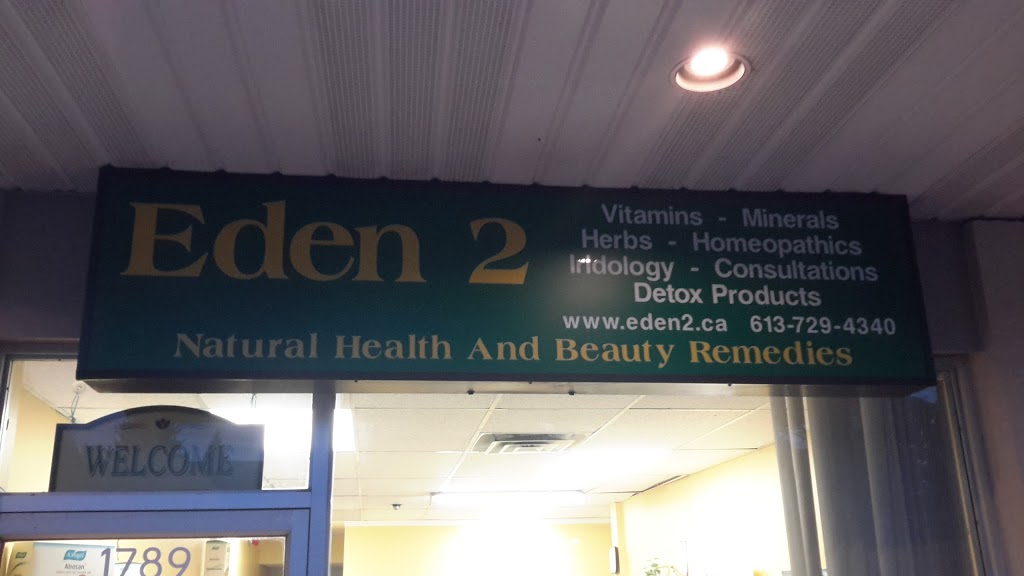 Eden 2
Vitamins - Minerals
Herbs - Homeopathics
Iridology - Consultations
Detox Products
www.eden2.ca 613-729-4340
Natural Health And Beauty Remedies
WELCOME
1789